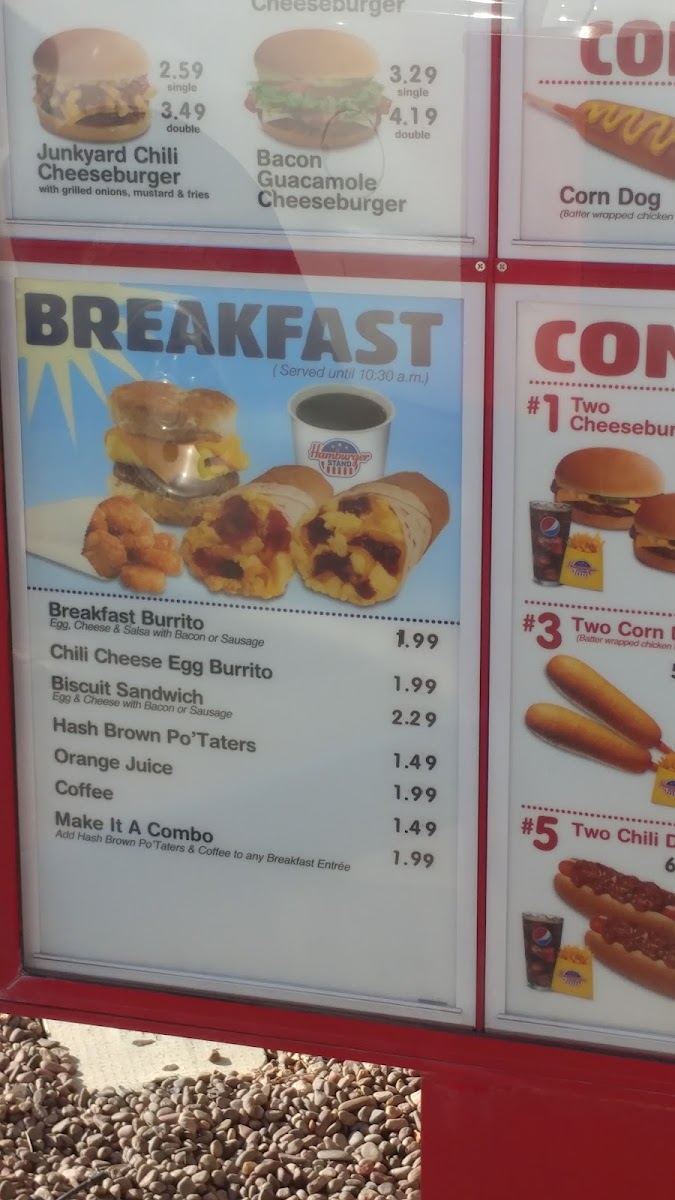 Cheeseburger
2.59
single
3.49
double
Junkyard Chili
Cheeseburger
with grilled onions, mustard & fries
3.29
single
4.19
double
Bacon
Guacamole
Cheeseburger
Corn Dog
(Batter wrapped chicken
BREAKFAST
(Served until 10:30 a.m.)
Hamburger
STAND
Breakfast Burrito 1.99
Egg, Cheese & Salsa with Bacon or Sausage
Chili Cheese Egg Burrito 1.99
Biscuit Sandwich 2.29
Egg & Cheese with Bacon or Sausage
Hash Brown Po'Taters 1.49
Orange Juice 1.99
Coffee 1.49
Make It A Combo 1.99
Add Hash Brown Po'Taters & Coffee to any Breakfast Entrée
#1 Two
pepsi
#3 Two Corn
(Batter wrapped chicken
#5 Two Chili
pepsi